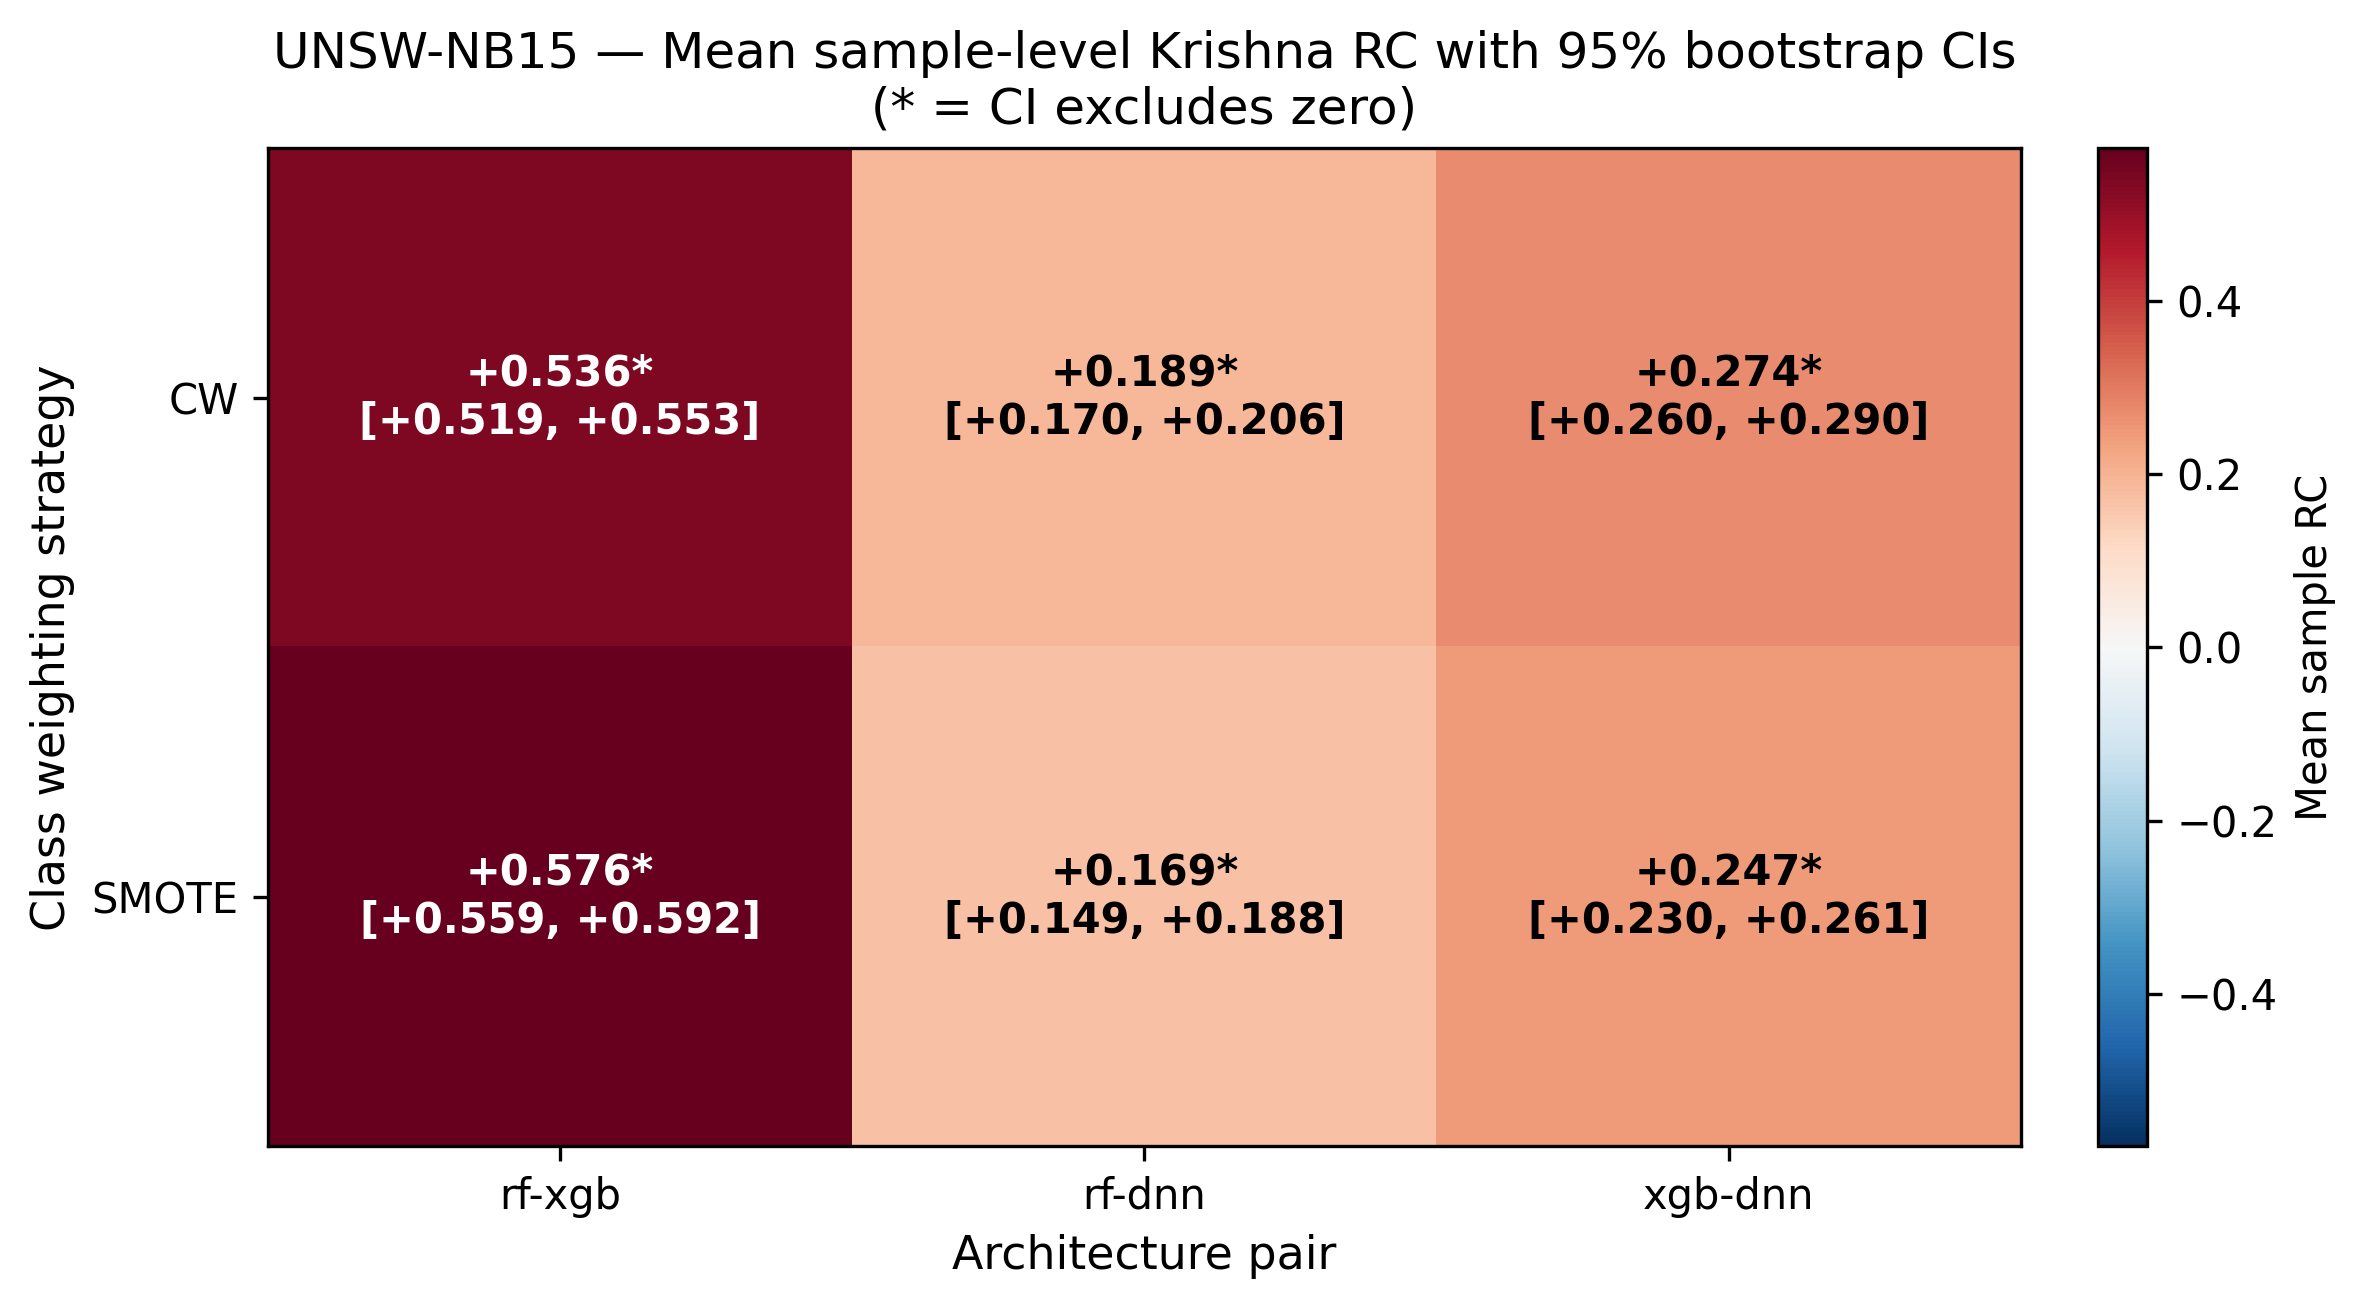 UNSW-NB15 — Mean sample-level Krishna RC with 95% bootstrap CIs
(* = CI excludes zero)
Class weighting strategy
CW
+0.536*
[+0.519, +0.553]
+0.189*
[+0.170, +0.206]
+0.274*
[+0.260, +0.290]
SMOTE
+0.576*
[+0.559, +0.592]
+0.169*
[+0.149, +0.188]
+0.247*
[+0.230, +0.261]
rf-xgb
rf-dnn
xgb-dnn
Architecture pair
0.4
0.2
0.0
−0.2
−0.4
Mean sample RC